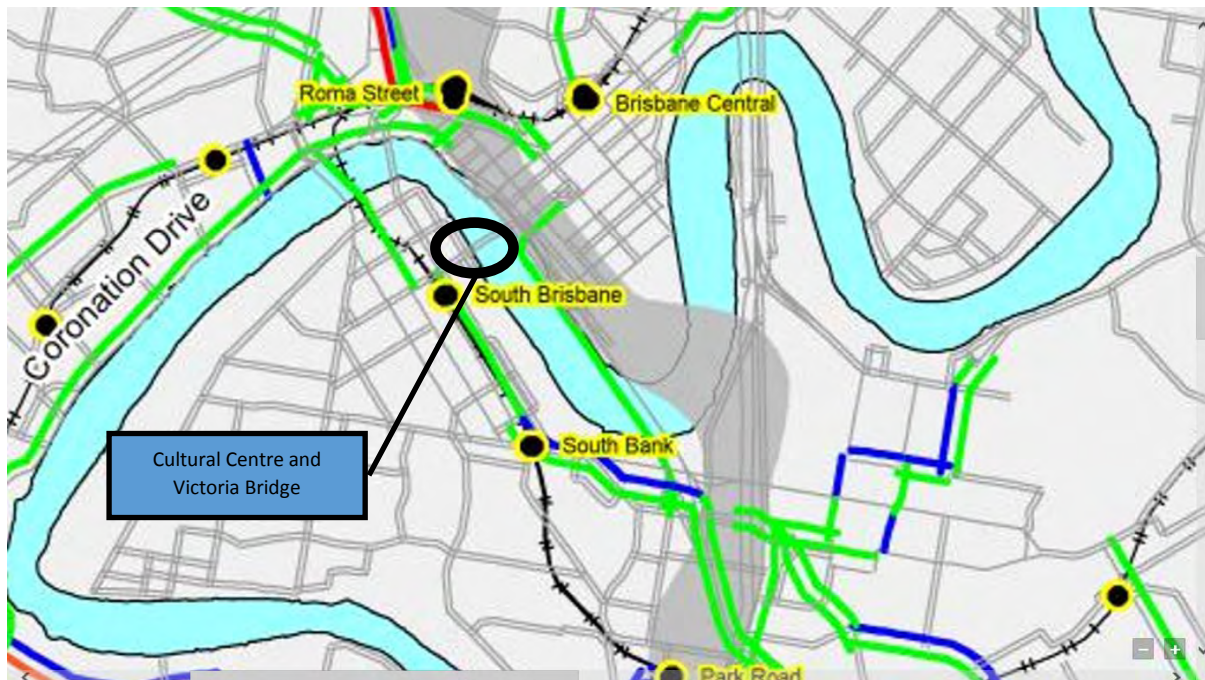 Roma Street
Brisbane Central
Coronation Drive
South Brisbane
South Bank
Cultural Centre and
Victoria Bridge
Park Road